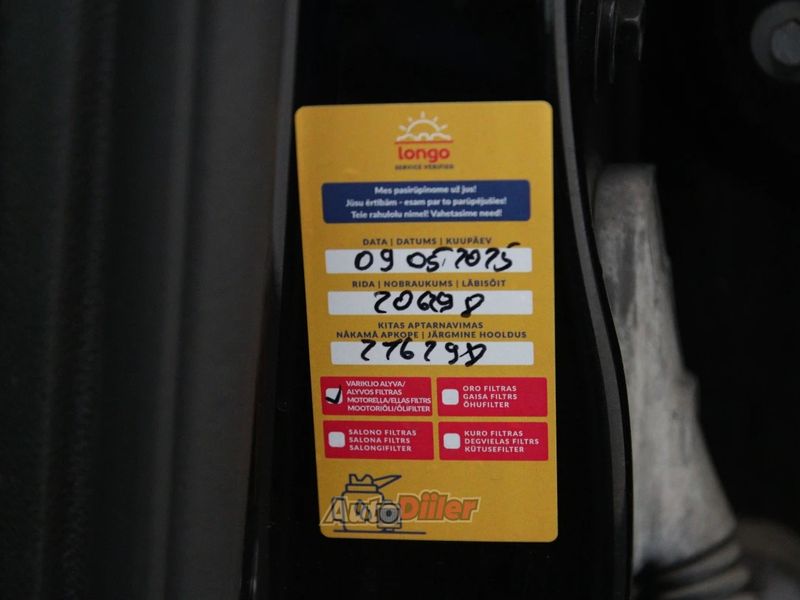 longo
SERVICE VERIFIED
Mes pasirūpinome už jus!
Jūsu ērtībām - esam par to parūpējušies!
Teie rahulolu nimel! Vahetasime need!
DATA | DATUMS | KUUPÄEV
09 05.2025
RIDA | NOBRAUKUMS | LÄBISÕIT
KITAS APTARNAVIMAS
NĀKAMĀ APKOPE | JÄRGMINE HOOLDUS
VARIKLIO ALYVA/
ALYVOS FILTRAS
MOTORELLA/ELLAS FILTRS
MOOTORIÕLI/ÕLIFILTER
ORO FILTRAS
GAISA FILTRS
ÕHUFILTER
SALONO FILTRAS
SALONA FILTRS
SALONGIFILTER
KURO FILTRAS
DEGVIELAS FILTRS
KÜTUSEFILTER
AutoDiiler